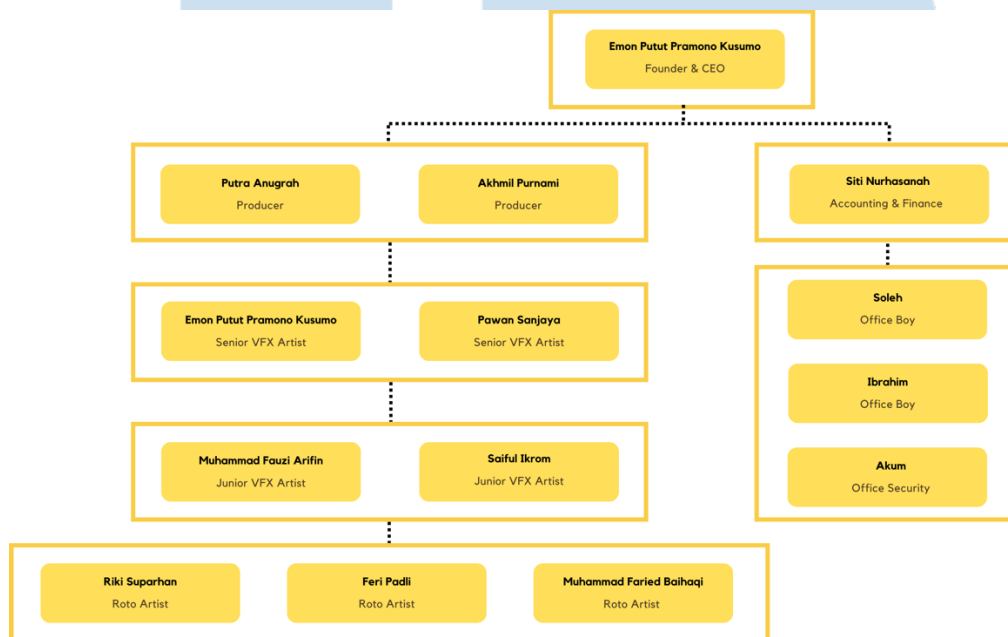 Emon Putut Pramono Kusumo
Founder & CEO
Putra Anugrah
Producer
Akhmil Purnami
Producer
Siti Nurhasanah
Accounting & Finance
Emon Putut Pramono Kusumo
Senior VFX Artist
Pawan Sanjaya
Senior VFX Artist
Soleh
Office Boy
Ibrahim
Office Boy
Akum
Office Security
Muhammad Fauzi Arifin
Junior VFX Artist
Saiful Ikrom
Junior VFX Artist
Riki Suparhan
Roto Artist
Feri Padli
Roto Artist
Muhammad Faried Baihaqi
Roto Artist